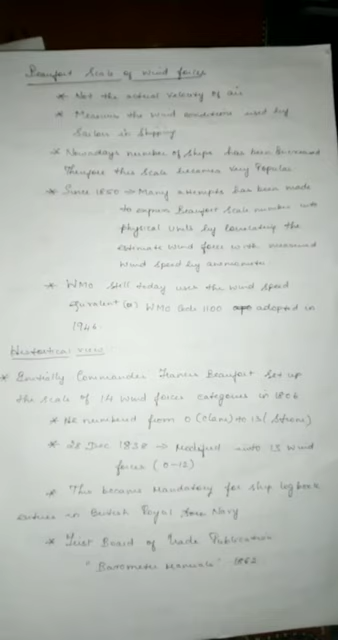 Beaufort Scale of wind force
* Not the actual Velocity of air
* Measures the wind conditions used by
Sailors in Shipping
* Nowadays number of ships has been increased
Therefore this Scale becomes very Popular
* Since 1850 → Many attempts has been made
to express Beaufort Scale number into
physical units by correlating the
estimate wind force with measured
wind speed by anemometer
* WMO still today uses the wind speed
equivalent (or) WMO Code 1100 adopted in
1946
Historical view
* Initially Commander Francis Beaufort set up
the scale of 14 wind force categories in 1806
* He numbered from 0 (Calm) to 13 (Storm)
* 28 Dec 1838 → Modified into 13 wind
forces (0-12)
* This became Mandatory for ship logbook
entries in British Royal Navy
* First Board of Trade Publication
"Barometer Manuals" 1862